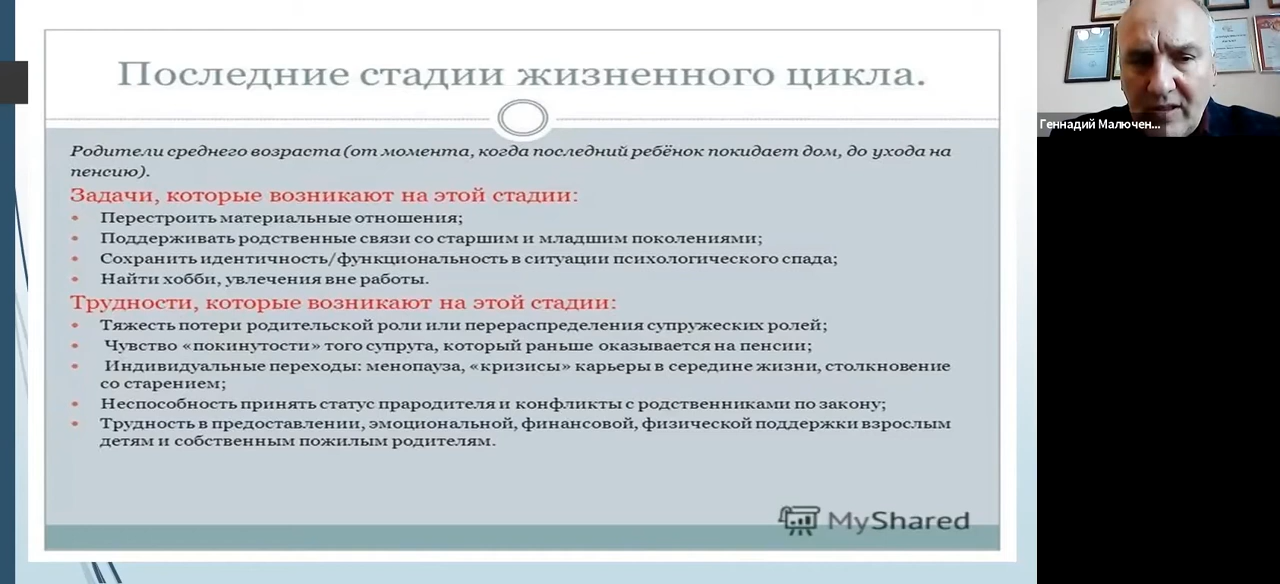 Последние стадии жизненного цикла.
Родители среднего возраста (от момента, когда последний ребёнок покидает дом, до ухода на
пенсию).
Задачи, которые возникают на этой стадии:
• Перестроить материальные отношения;
• Поддерживать родственные связи со старшим и младшим поколениями;
• Сохранить идентичность/функциональность в ситуации психологического спада;
• Найти хобби, увлечения вне работы.
Трудности, которые возникают на этой стадии:
• Тяжесть потери родительской роли или перераспределения супружеских ролей;
• Чувство «покинутости» того супруга, который раньше оказывается на пенсии;
• Индивидуальные переходы: менопауза, «кризисы» карьеры в середине жизни, столкновение
со старением;
• Неспособность принять статус прародителя и конфликты с родственниками по закону;
• Трудность в предоставлении, эмоциональной, финансовой, физической поддержки взрослым
детям и собственным пожилым родителям.
MyShared
Геннадий Малючен...